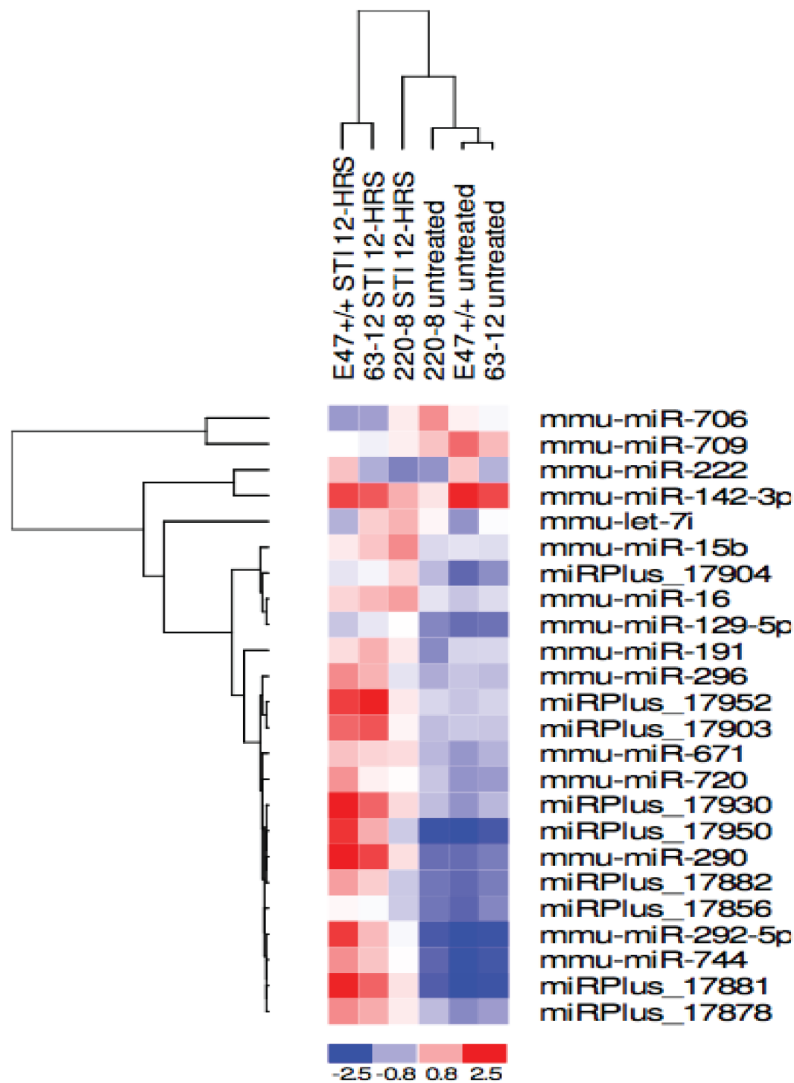 E47+/+ STI 12-HRS
63-12 STI 12-HRS
220-8 STI 12-HRS
220-8 untreated
E47+/+ untreated
63-12 untreated
mmu-miR-706
mmu-miR-709
mmu-miR-222
mmu-miR-142-3p
mmu-let-7i
mmu-miR-15b
miRPlus_17904
mmu-miR-16
mmu-miR-129-5p
mmu-miR-191
mmu-miR-296
miRPlus_17952
miRPlus_17903
mmu-miR-671
mmu-miR-720
miRPlus_17930
miRPlus_17950
mmu-miR-290
miRPlus_17882
miRPlus_17856
mmu-miR-292-5p
mmu-miR-744
miRPlus_17881
miRPlus_17878
-2.5 -0.8 0.8 2.5